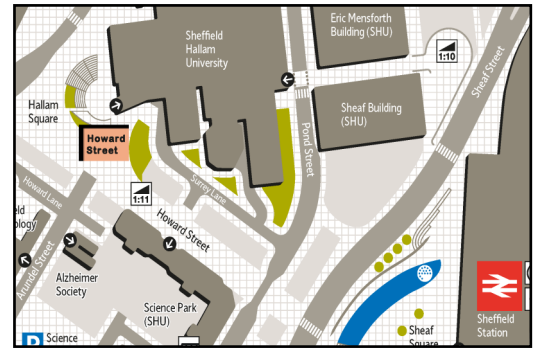 Eric Mensforth
Building (SHU)
Sheffield
Hallam
University
1:10
Sheaf Street
Hallam
Square
Sheaf Building
(SHU)
Howard
Street
Pond Street
Howard Lane
Surrey Lane
1:11
Howard Street
Arundel Street
Alzheimer
Society
Science Park
(SHU)
Sheffield
Station
Sheaf
Square
P Science